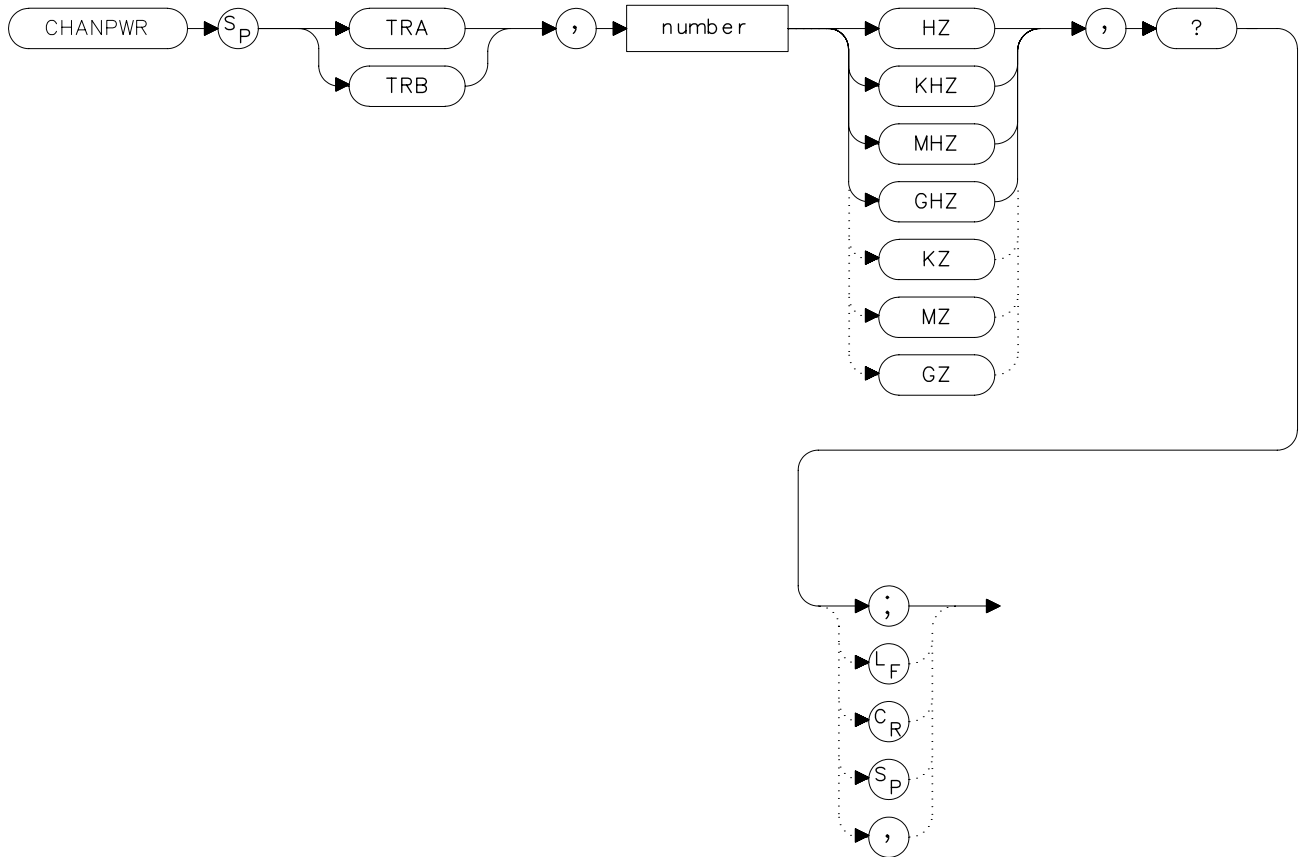 CHANPWR SP TRA , number HZ , ?
TRB KHZ
MHZ
GHZ
KZ
MZ
GZ
;
LF
CR
SP
,